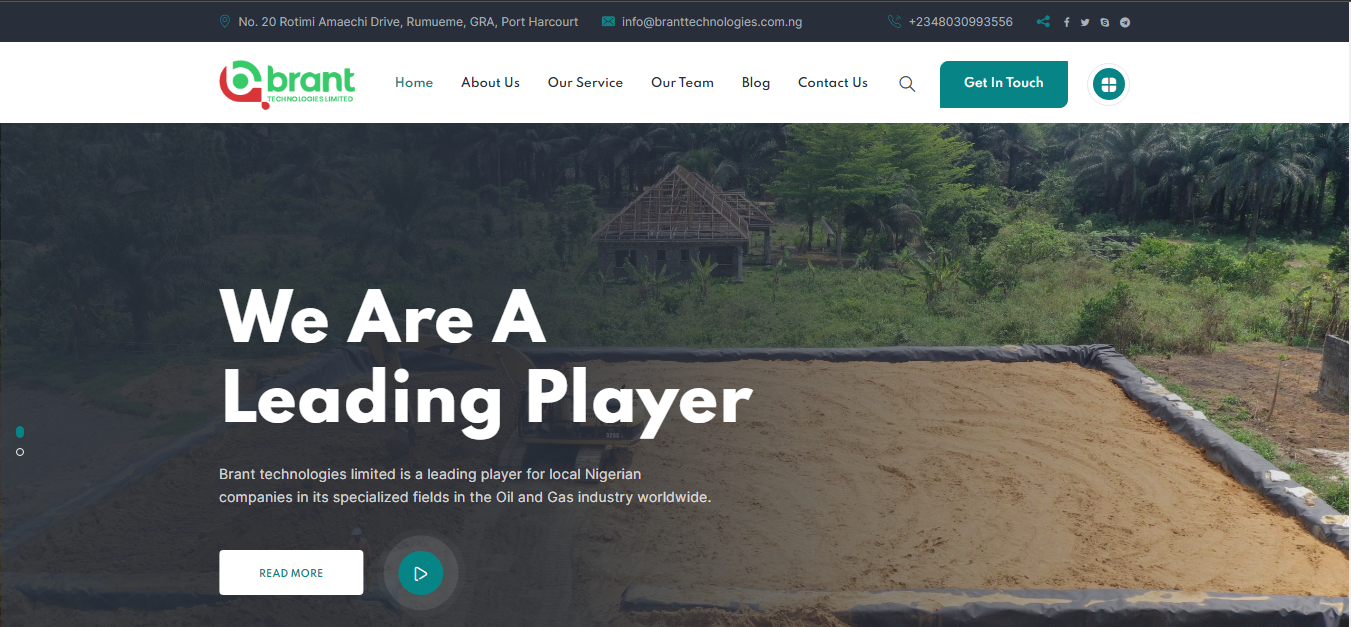 No. 20 Rotimi Amaechi Drive, Rumueme, GRA, Port Harcourt
info@branttechnologies.com.ng
+2348030993556
brant
TECHNOLOGIES LIMITED
Home
About Us
Our Service
Our Team
Blog
Contact Us
Get In Touch
We Are A
Leading Player
Brant technologies limited is a leading player for local Nigerian
companies in its specialized fields in the Oil and Gas industry worldwide.
READ MORE